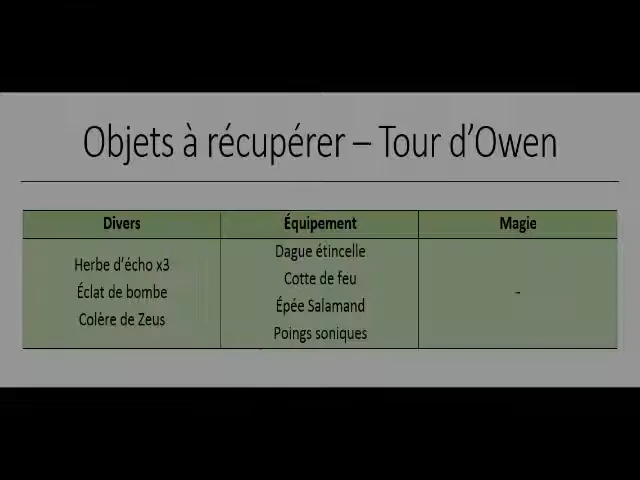 Objets à récupérer – Tour d'Owen
Divers
Équipement
Magie
Herbe d'écho x3
Éclat de bombe
Colère de Zeus
Dague étincelle
Cotte de feu
Épée Salamand
Poings soniques
-